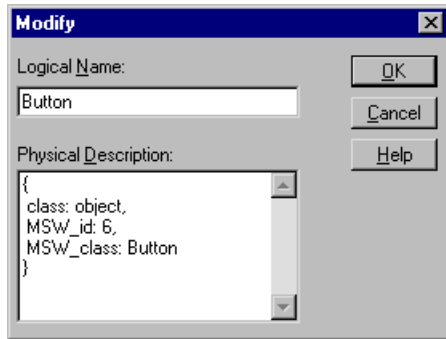 Modify
Logical Name:
OK
Button
Cancel
Physical Description:
Help
{
class: object,
MSW_id: 6,
MSW_class: Button
}